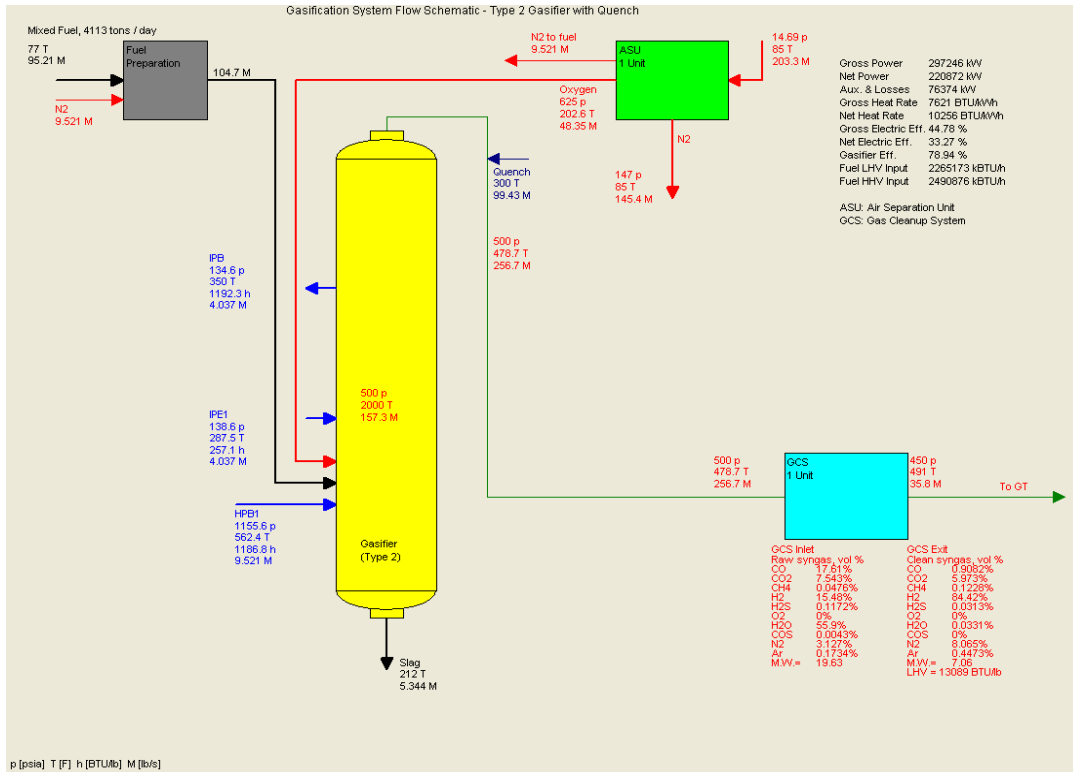 Gasification System Flow Schematic - Type 2 Gasifier with Quench
Mixed Fuel, 4113 tons / day
77 T
95.21 M
N2
9.521 M
Fuel
Preparation
104.7 M
N2 to fuel
9.521 M
ASU
1 Unit
14.69 p
85 T
203.3 M
Oxygen
625 p
202.6 T
48.35 M
N2
147 p
85 T
145.4 M
Gross Power 297246 kW
Net Power 220872 kW
Aux. & Losses 76374 kW
Gross Heat Rate 7621 BTU/kWh
Net Heat Rate 10256 BTU/kWh
Gross Electric Eff. 44.78 %
Net Electric Eff. 33.27 %
Gasifier Eff. 78.94 %
Fuel LHV Input 2265173 kBTU/h
Fuel HHV Input 2490876 kBTU/h
ASU: Air Separation Unit
GCS: Gas Cleanup System
Quench
300 T
99.43 M
500 p
478.7 T
256.7 M
IPB
134.6 p
350 T
1192.3 h
4.037 M
500 p
2000 T
157.3 M
IPE1
138.6 p
287.5 T
257.1 h
4.037 M
HPB1
1155.6 p
562.4 T
1186.8 h
9.521 M
Gasifier
(Type 2)
Slag
212 T
5.344 M
500 p
478.7 T
256.7 M
GCS
1 Unit
450 p
491 T
35.8 M
To GT
GCS Inlet
Raw syngas, vol %
CO 17.61%
CO2 7.543%
CH4 0.0476%
H2 15.48%
H2S 0.1172%
O2 0%
H2O 55.9%
COS 0.0043%
N2 3.127%
Ar 0.1734%
M.W.= 19.63
GCS Exit
Clean syngas, vol %
CO 0.9082%
CO2 5.973%
CH4 0.1228%
H2 84.42%
H2S 0.0313%
O2 0%
H2O 0.0331%
COS 0%
N2 8.065%
Ar 0.4473%
M.W.= 7.06
LHV = 13089 BTU/lb
p [psia] T [F] h [BTU/lb] M [lb/s]